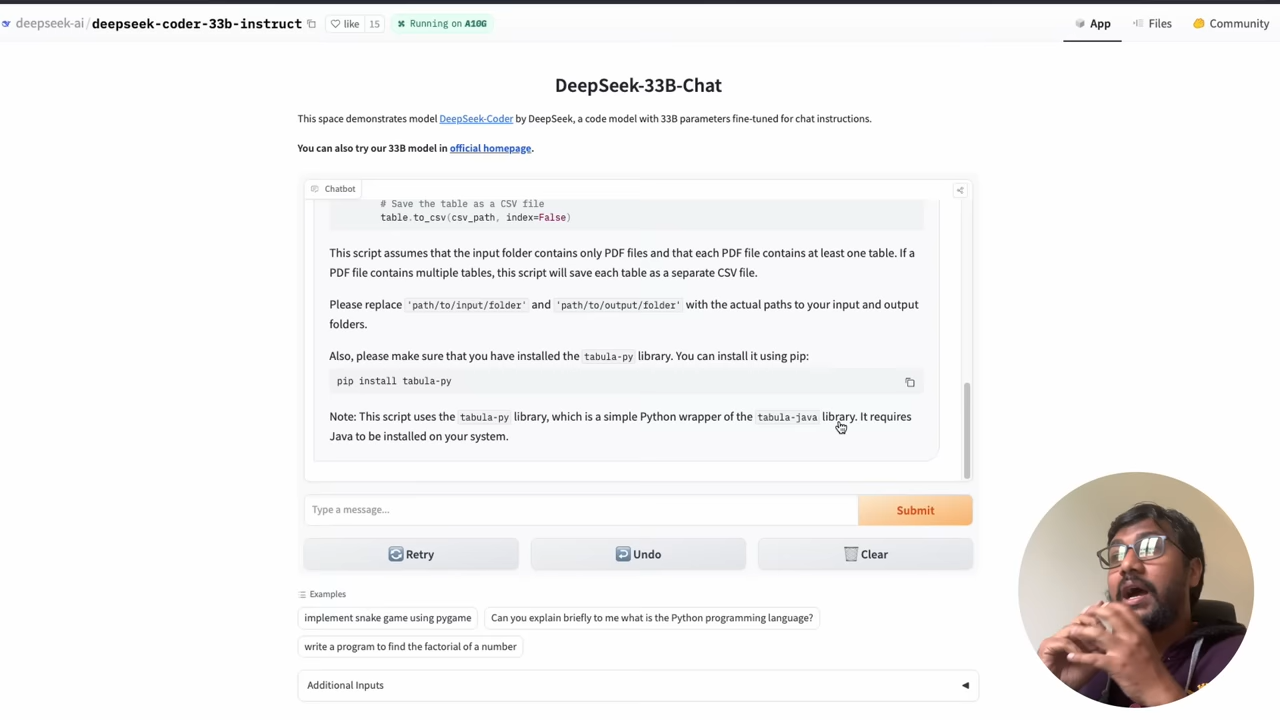 deepseek-ai/deepseek-coder-33b-instruct
like 15
Running on A10G
App
Files
Community
DeepSeek-33B-Chat
This space demonstrates model DeepSeek-Coder by DeepSeek, a code model with 33B parameters fine-tuned for chat instructions.
You can also try our 33B model in official homepage.
Chatbot
# Save the table as a CSV file
table.to_csv(csv_path, index=False)
This script assumes that the input folder contains only PDF files and that each PDF file contains at least one table. If a
PDF file contains multiple tables, this script will save each table as a separate CSV file.
Please replace 'path/to/input/folder' and 'path/to/output/folder' with the actual paths to your input and output
folders.
Also, please make sure that you have installed the tabula-py library. You can install it using pip:
pip install tabula-py
Note: This script uses the tabula-py library, which is a simple Python wrapper of the tabula-java library. It requires
Java to be installed on your system.
Type a message...
Submit
Retry
Undo
Clear
Examples
implement snake game using pygame
Can you explain briefly to me what is the Python programming language?
write a program to find the factorial of a number
Additional Inputs